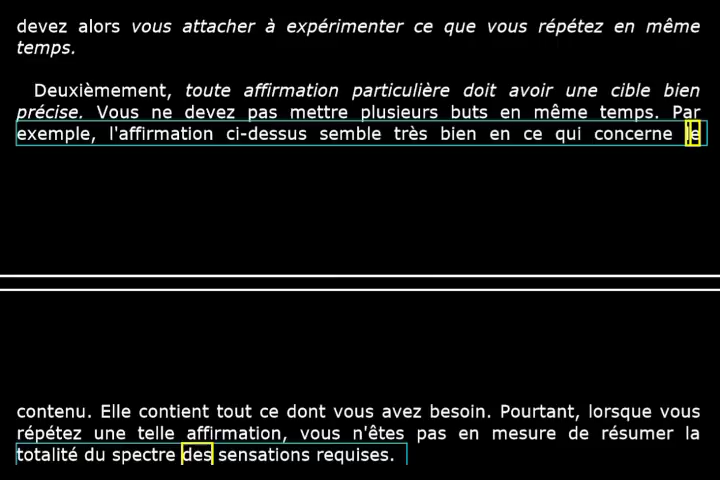 devez alors vous attacher à expérimenter ce que vous répétez en même
temps.
Deuxièmement, toute affirmation particulière doit avoir une cible bien
précise. Vous ne devez pas mettre plusieurs buts en même temps. Par
exemple, l'affirmation ci-dessus semble très bien en ce qui concerne le
contenu. Elle contient tout ce dont vous avez besoin. Pourtant, lorsque vous
répétez une telle affirmation, vous n'êtes pas en mesure de résumer la
totalité du spectre des sensations requises.